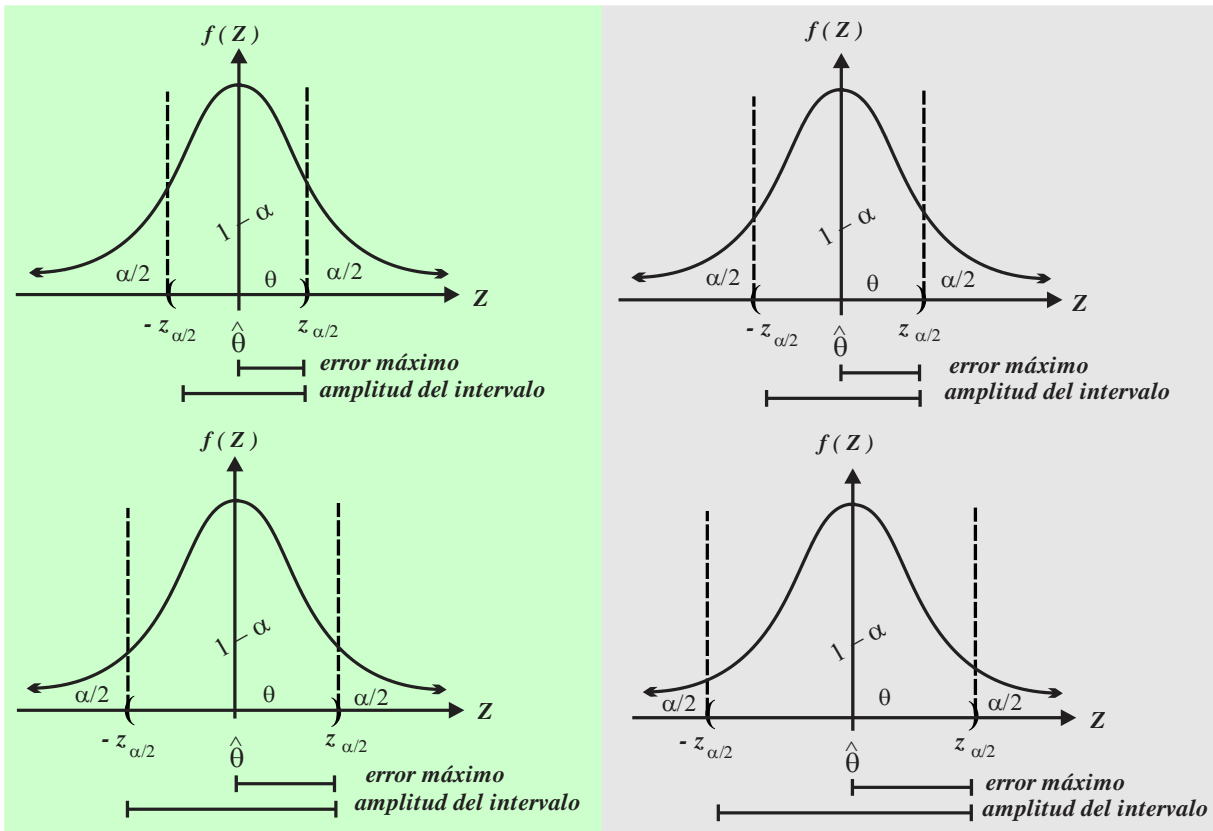 f ( Z )
1 – α
α/2 θ α/2
Z
- z α/2 z α/2
θ̂
error máximo
amplitud del intervalo
f ( Z )
1 – α
α/2 θ α/2
Z
- z α/2 z α/2
θ̂
error máximo
amplitud del intervalo
f ( Z )
1 – α
α/2 θ α/2
Z
- z α/2 z α/2
θ̂
error máximo
amplitud del intervalo
f ( Z )
1 – α
α/2 θ α/2
Z
- z α/2 z α/2
θ̂
error máximo
amplitud del intervalo